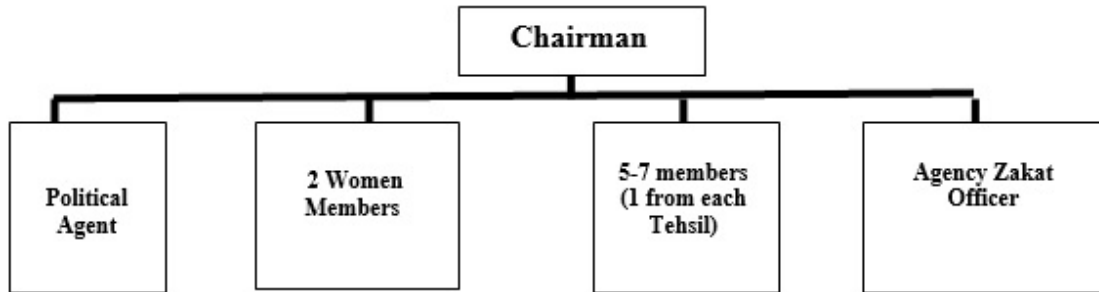 Chairman
Political
Agent
2 Women
Members
5-7 members
(1 from each
Tehsil)
Agency Zakat
Officer